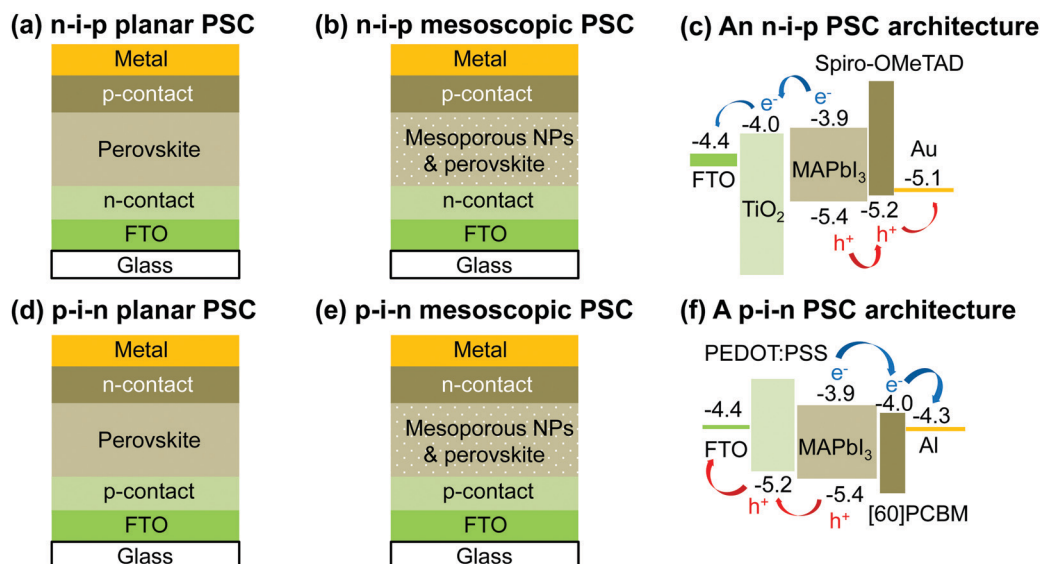 (a) n-i-p planar PSC
Metal
p-contact
Perovskite
n-contact
FTO
Glass
(b) n-i-p mesoscopic PSC
Metal
p-contact
Mesoporous NPs
& perovskite
n-contact
FTO
Glass
(c) An n-i-p PSC architecture
Spiro-OMeTAD
e-
e-
-4.4
-4.0
-3.9
FTO
TiO2
MAPbI3
Au
-5.1
-5.4
-5.2
h+
h+
(d) p-i-n planar PSC
Metal
n-contact
Perovskite
p-contact
FTO
Glass
(e) p-i-n mesoscopic PSC
Metal
n-contact
Mesoporous NPs
& perovskite
p-contact
FTO
Glass
(f) A p-i-n PSC architecture
PEDOT:PSS
e-
e-
-4.4
-3.9
-4.0
-4.3
FTO
MAPbI3
Al
-5.2
-5.4
h+
h+
[60]PCBM